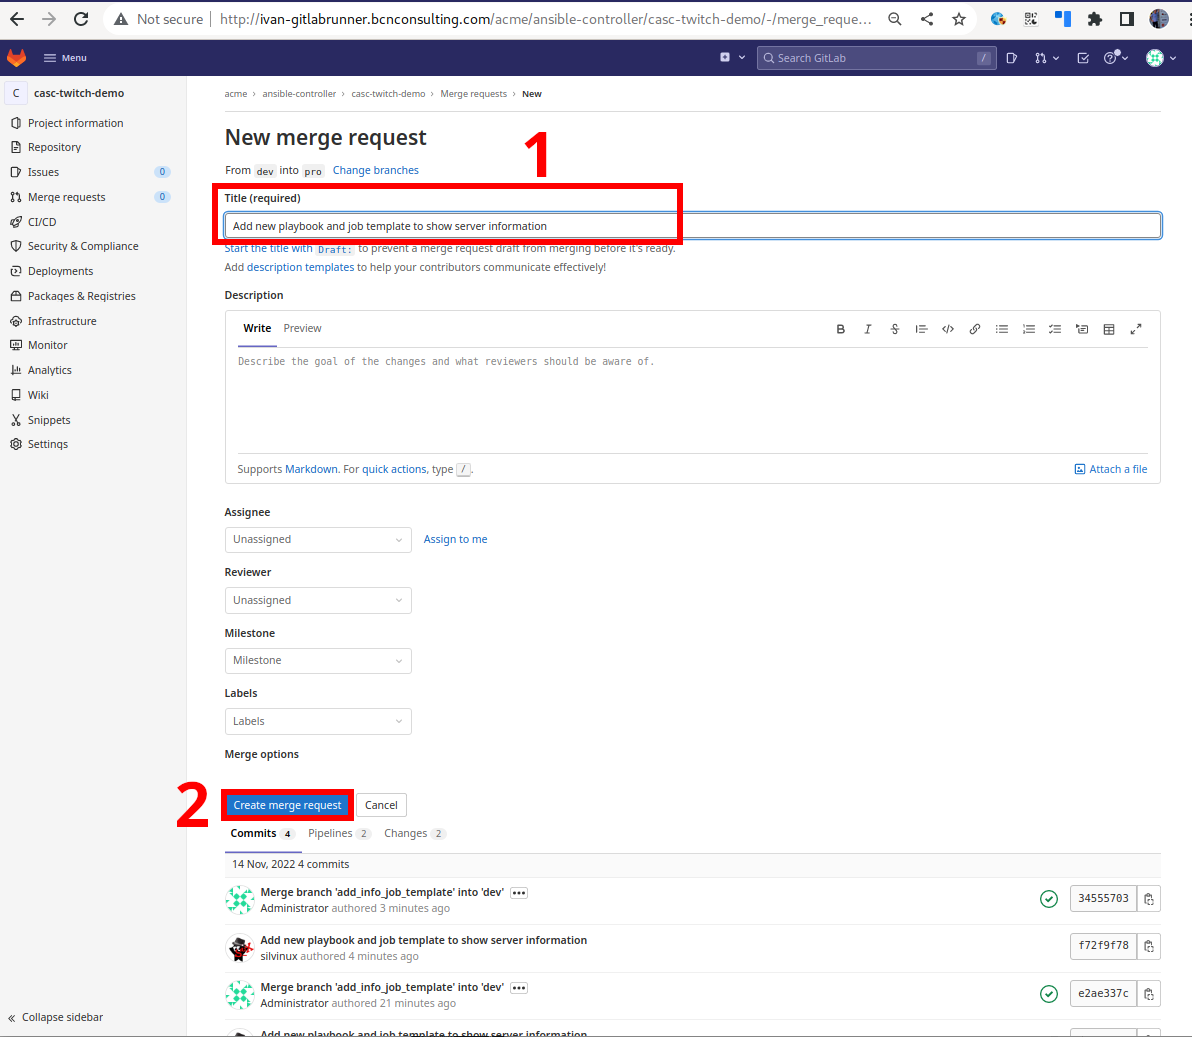 Not secure | http://ivan-gitlabrunner.bcnconsulting.com/acme/ansible-controller/casc-twitch-demo/-/merge_reque...
Menu
Search GitLab /
C casc-twitch-demo
Project information
Repository
Issues 0
Merge requests 0
CI/CD
Security & Compliance
Deployments
Packages & Registries
Infrastructure
Monitor
Analytics
Wiki
Snippets
Settings
« Collapse sidebar
acme › ansible-controller › casc-twitch-demo › Merge requests › New
New merge request
1
From dev into pro Change branches
Title (required)
Add new playbook and job template to show server information
Start the title with Draft: to prevent a merge request draft from merging before it's ready.
Add description templates to help your contributors communicate effectively!
Description
Write Preview
Describe the goal of the changes and what reviewers should be aware of.
Supports Markdown. For quick actions, type /.
Attach a file
Assignee
Unassigned
Assign to me
Reviewer
Unassigned
Milestone
Milestone
Labels
Labels
Merge options
2
Create merge request Cancel
Commits 4 Pipelines 2 Changes 2
14 Nov, 2022 4 commits
Merge branch 'add_info_job_template' into 'dev'
Administrator authored 3 minutes ago
34555703
Add new playbook and job template to show server information
silvinux authored 4 minutes ago
f72f9f78
Merge branch 'add_info_job_template' into 'dev'
Administrator authored 21 minutes ago
e2ae337c
Add new playbook and job template to show server information